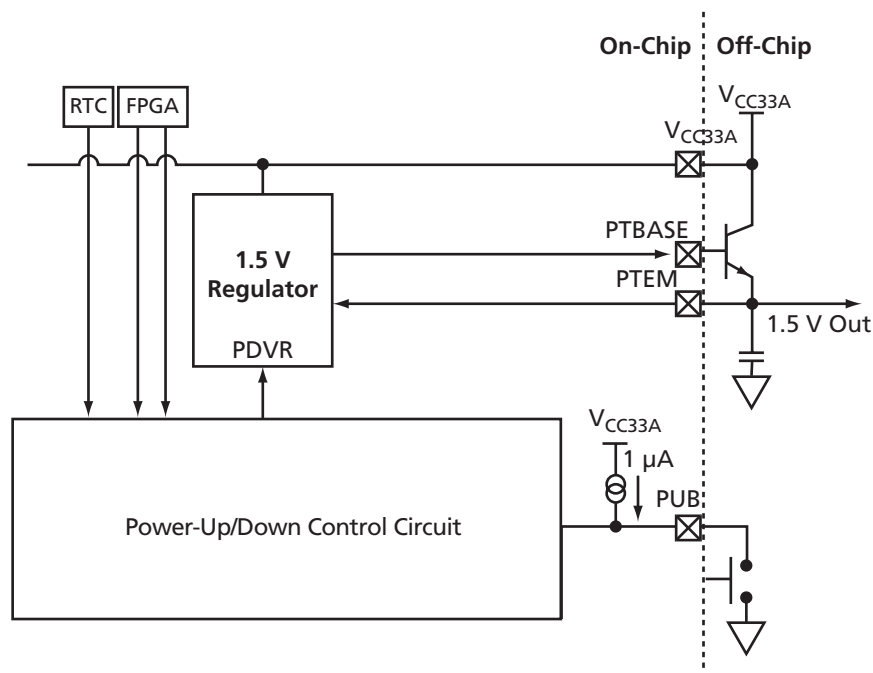 On-Chip
Off-Chip
RTC
FPGA
VCC33A
VCC33A
PTBASE
1.5 V
Regulator
PTEM
1.5 V Out
PDVR
VCC33A
1 µA
PUB
Power-Up/Down Control Circuit